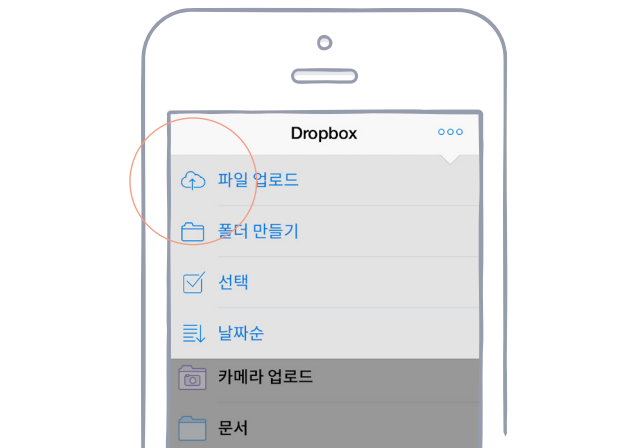 Dropbox
파일 업로드
폴더 만들기
선택
날짜순
카메라 업로드
문서